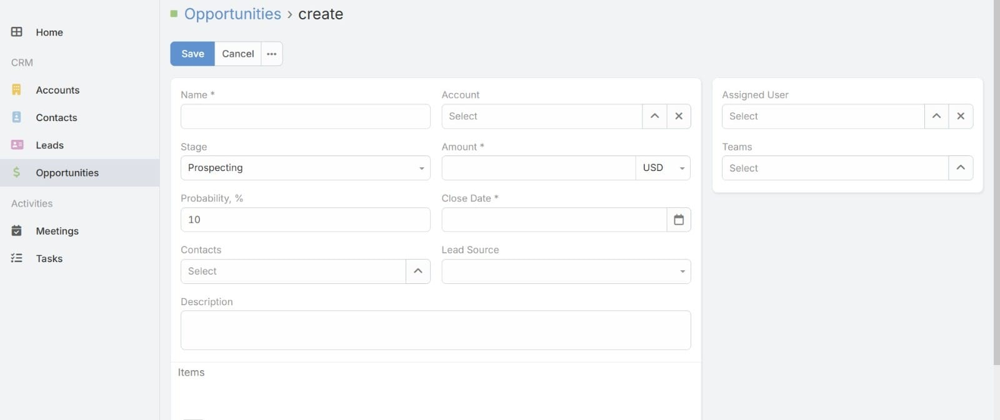 Opportunities › create
Home
CRM
Accounts
Contacts
Leads
Opportunities
Activities
Meetings
Tasks
Save Cancel ···
Name * Account
Select
Stage Amount *
Prospecting USD
Probability, % Close Date *
10
Contacts Lead Source
Select
Description
Items
Assigned User
Select
Teams
Select